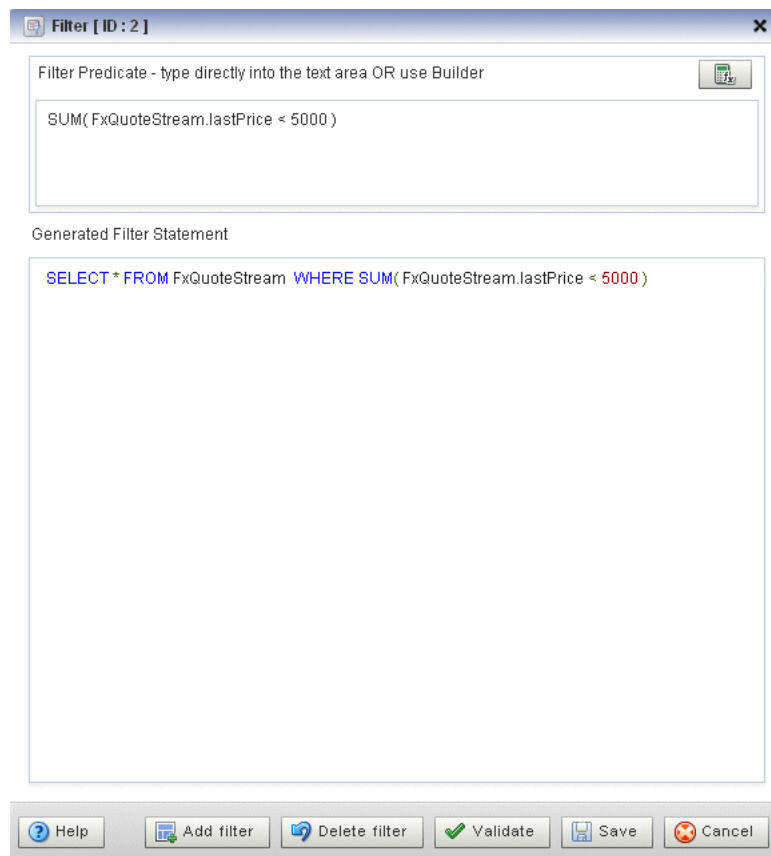 Filter [ ID : 2 ]
Filter Predicate - type directly into the text area OR use Builder
SUM( FxQuoteStream.lastPrice < 5000 )
Generated Filter Statement
SELECT * FROM FxQuoteStream  WHERE SUM( FxQuoteStream.lastPrice < 5000 )
Help Add filter Delete filter Validate Save Cancel